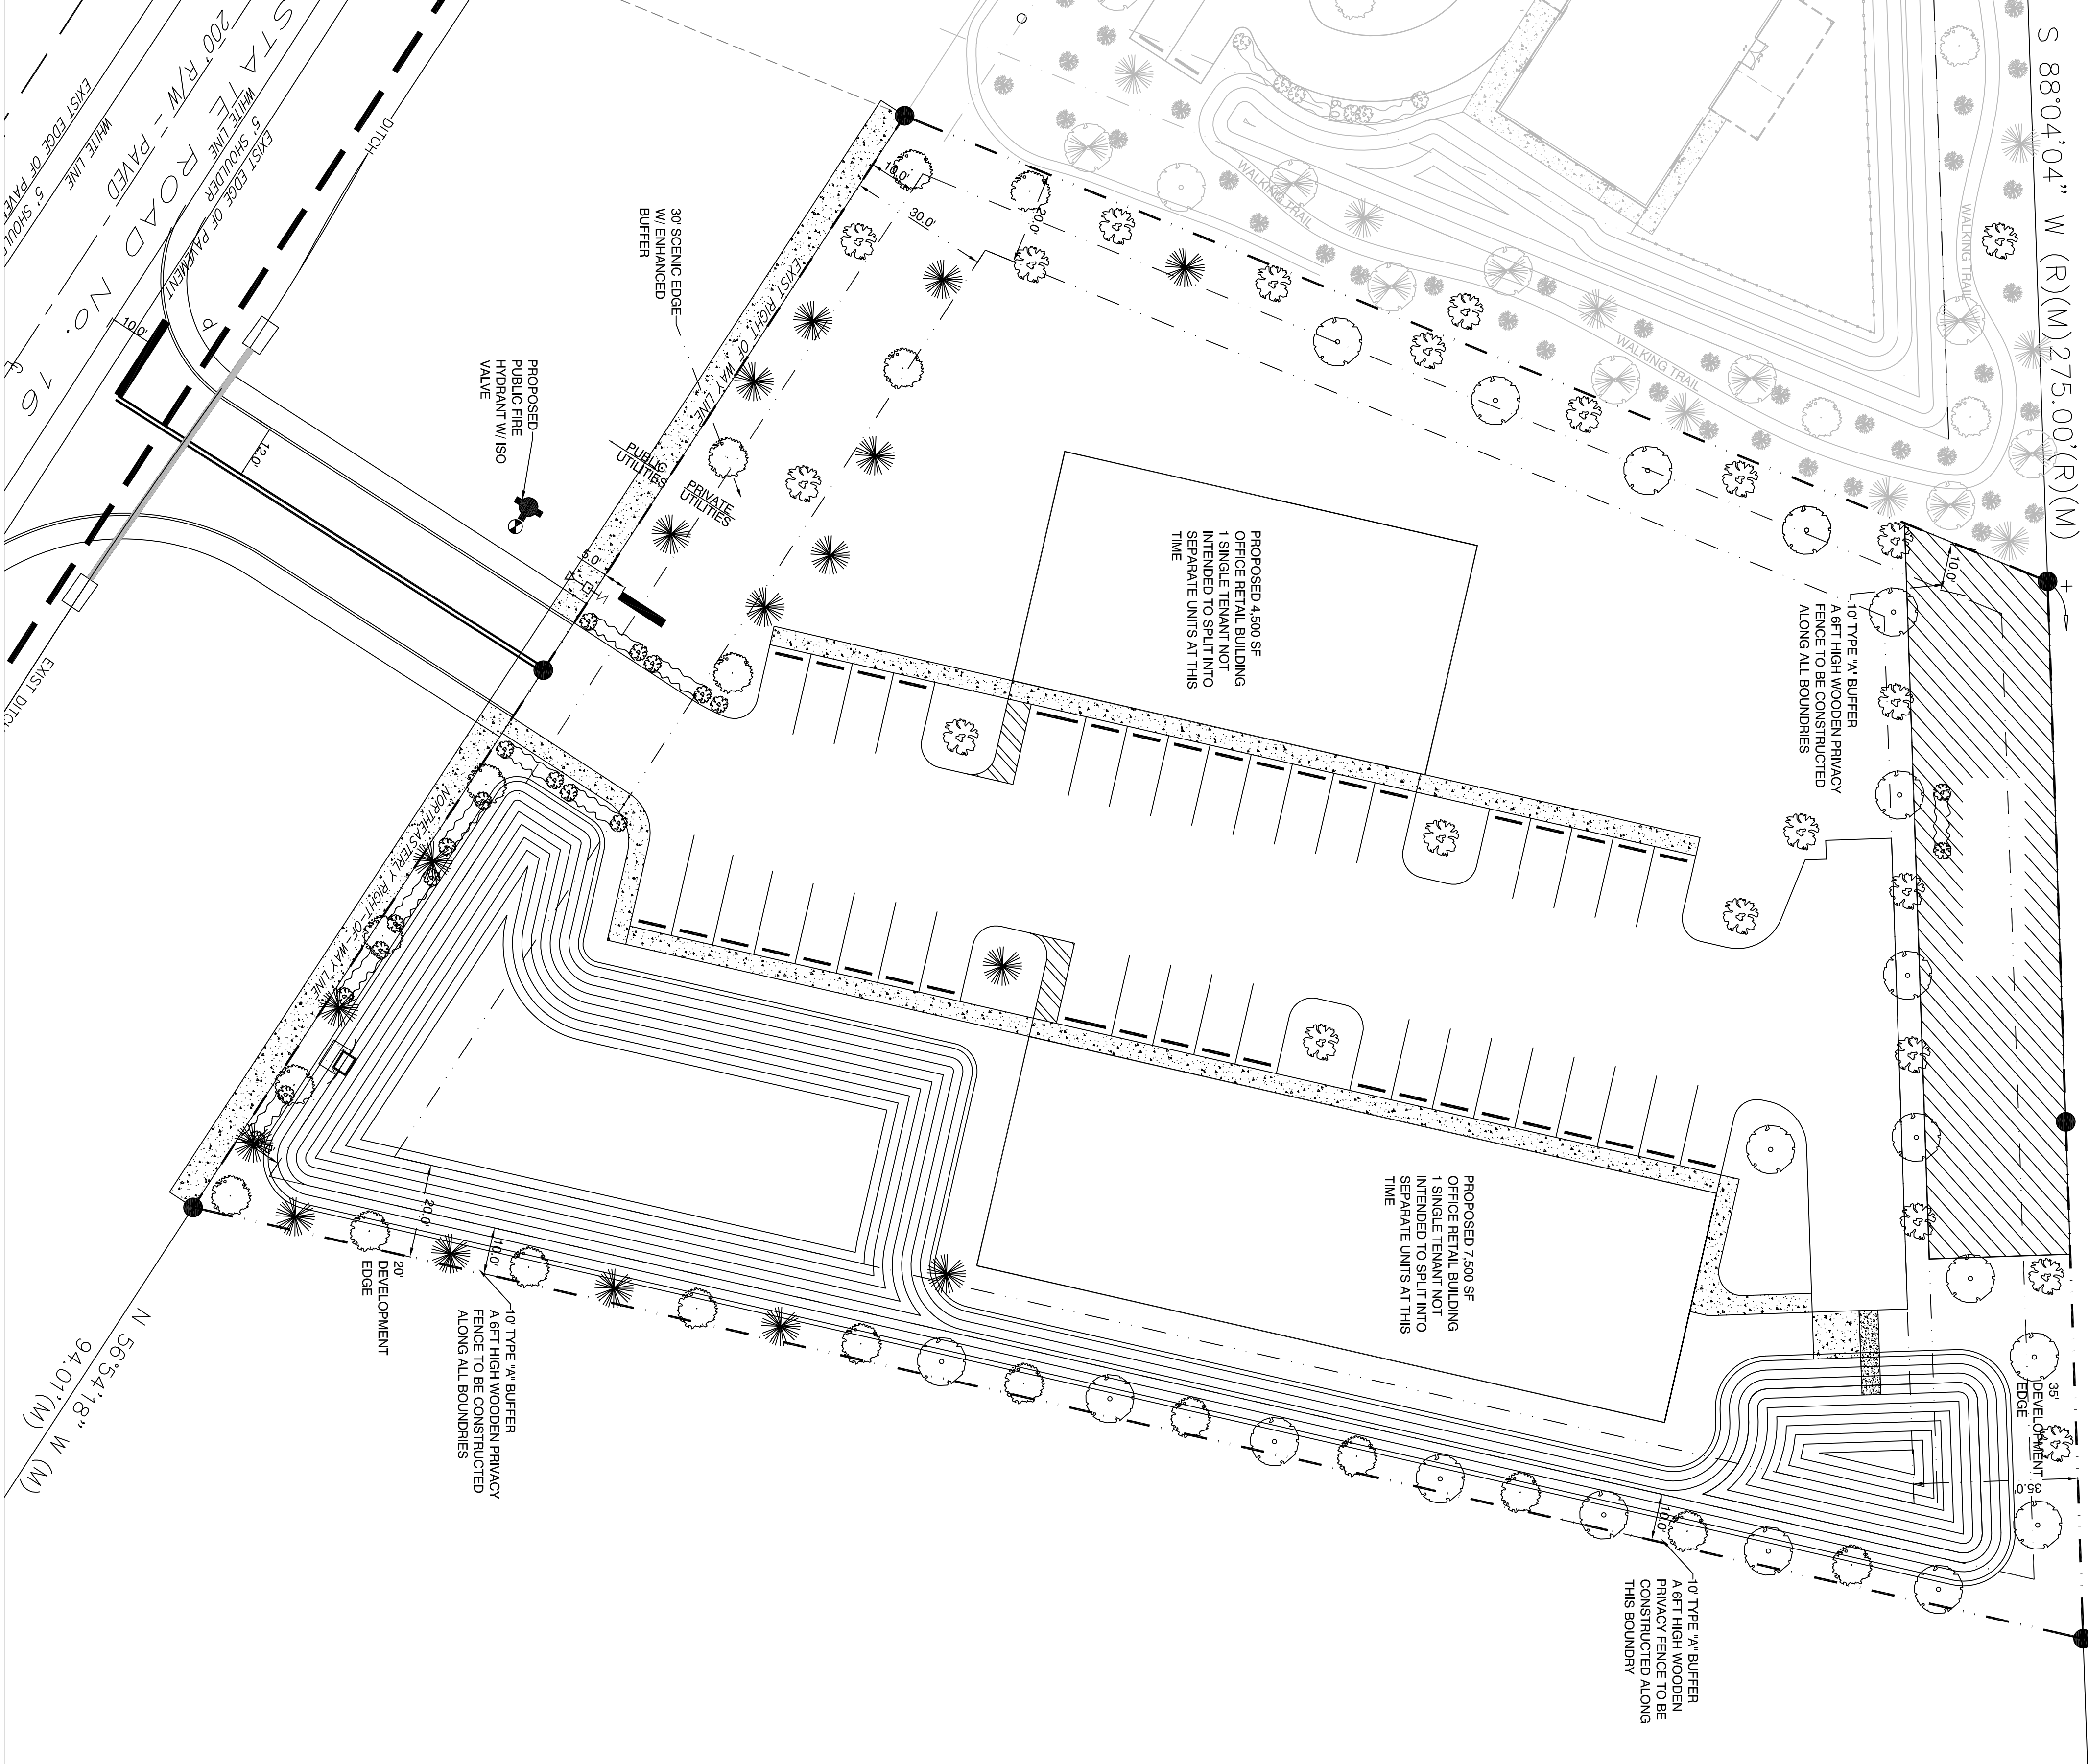 S 88°04'04" W (R)(M)275.00'(R)(M)
STATE ROAD NO. 16
200' R/W - PAVED
EXIST EDGE OF PAVEMENT
5' SHOULDER
WHITE LINE
WHITE LINE
EXIST EDGE OF PAVEMENT
DITCH
EXIST DITCH
10.0'
12.0'
PROPOSED
PUBLIC FIRE
HYDRANT W/ ISO
VALVE
30' SCENIC EDGE
W/ ENHANCED
BUFFER
EXIST RIGHT OF WAY LINE
PUBLIC
UTILITIES
PRIVATE
UTILITIES
5.0'
10.0'
30.0'
20.0'
WALKING TRAIL
WALKING TRAIL
WALKING TRAIL
PROPOSED 4,500 SF
OFFICE RETAIL BUILDING
1 SINGLE TENANT NOT
INTENDED TO SPLIT INTO
SEPARATE UNITS AT THIS
TIME
10' TYPE "A" BUFFER
A 6FT HIGH WOODEN PRIVACY
FENCE TO BE CONSTRUCTED
ALONG ALL BOUNDRIES
10.0'
NORTHEASTERLY RIGHT-OF-WAY LINE
PROPOSED 7,500 SF
OFFICE RETAIL BUILDING
1 SINGLE TENANT NOT
INTENDED TO SPLIT INTO
SEPARATE UNITS AT THIS
TIME
20.0'
20'
DEVELOPMENT
EDGE
10.0'
10' TYPE "A" BUFFER
A 6FT HIGH WOODEN PRIVACY
FENCE TO BE CONSTRUCTED
ALONG ALL BOUNDRIES
35'
DEVELOPMENT
EDGE
35.0'
10.0'
10' TYPE "A" BUFFER
A 6FT HIGH WOODEN
PRIVACY FENCE TO BE
CONSTRUCTED ALONG
THIS BOUNDRY
N 56°54'18" W (M)
94.01'(M)